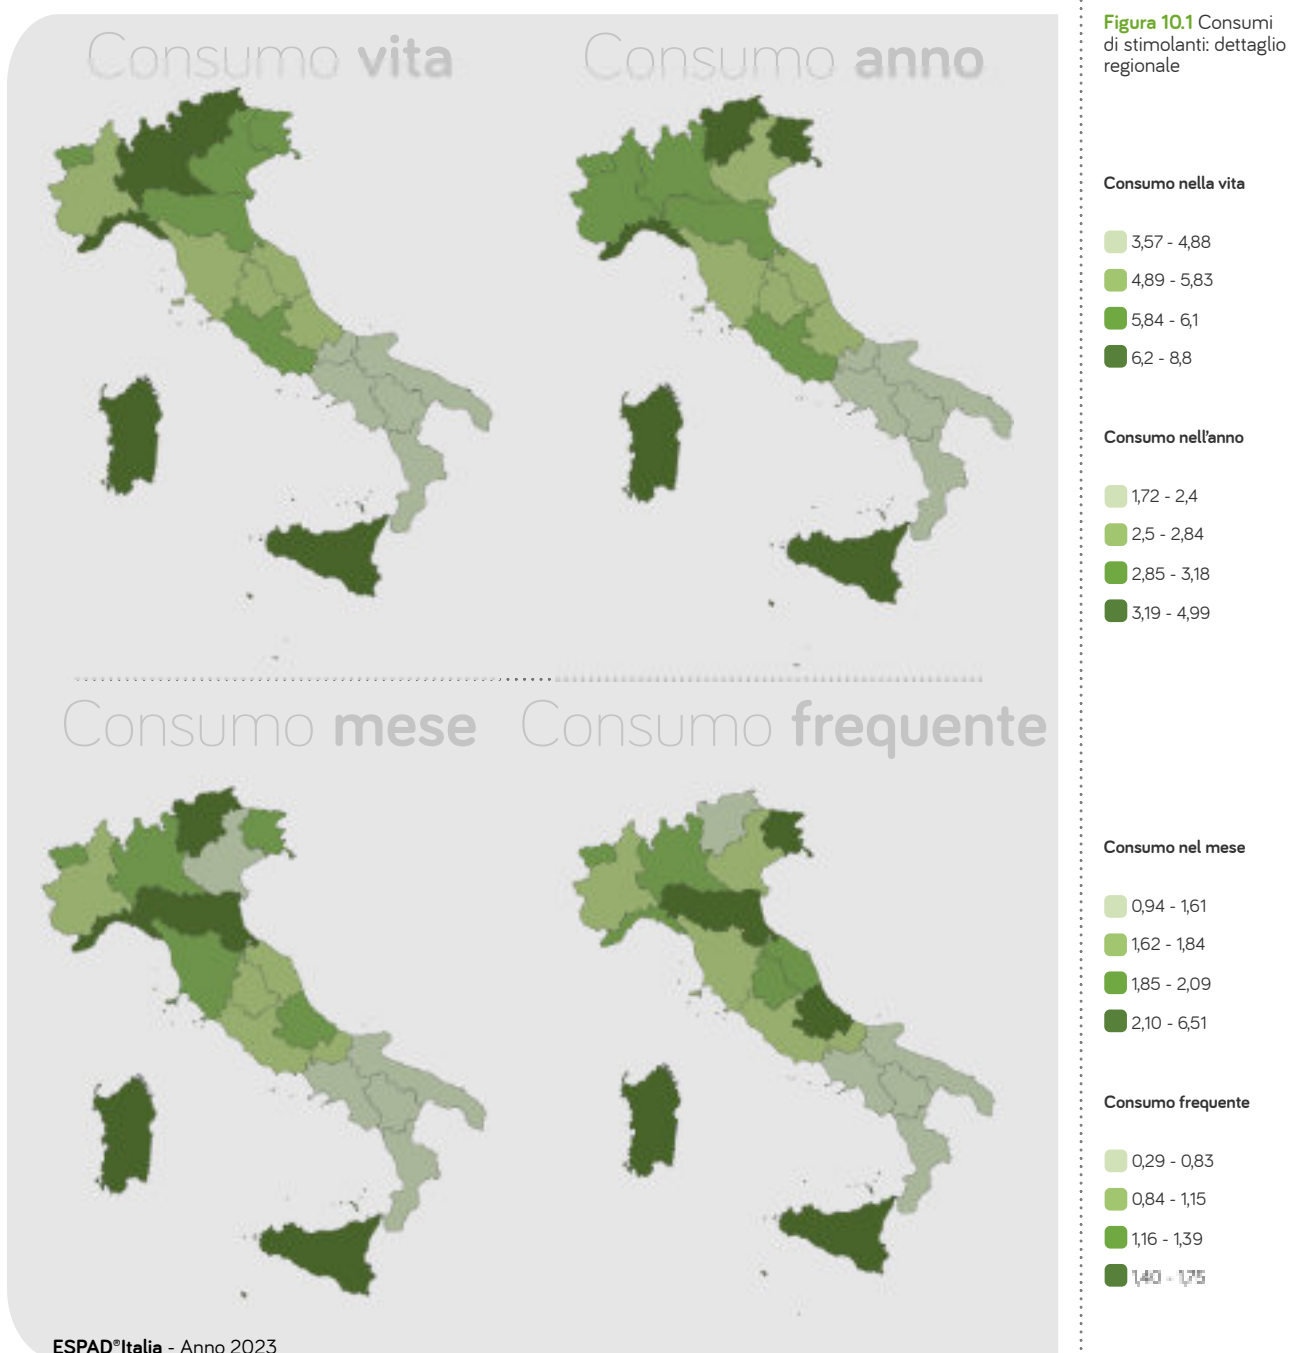 Consumo vita
Consumo anno
Consumo mese
Consumo frequente
ESPAD®Italia - Anno 2023
Figura 10.1 Consumi
di stimolanti: dettaglio
regionale
Consumo nella vita
3,57 - 4,88
4,89 - 5,83
5,84 - 6,1
6,2 - 8,8
Consumo nell'anno
1,72 - 2,4
2,5 - 2,84
2,85 - 3,18
3,19 - 4,99
Consumo nel mese
0,94 - 1,61
1,62 - 1,84
1,85 - 2,09
2,10 - 6,51
Consumo frequente
0,29 - 0,83
0,84 - 1,15
1,16 - 1,39
1,40 - 1,75